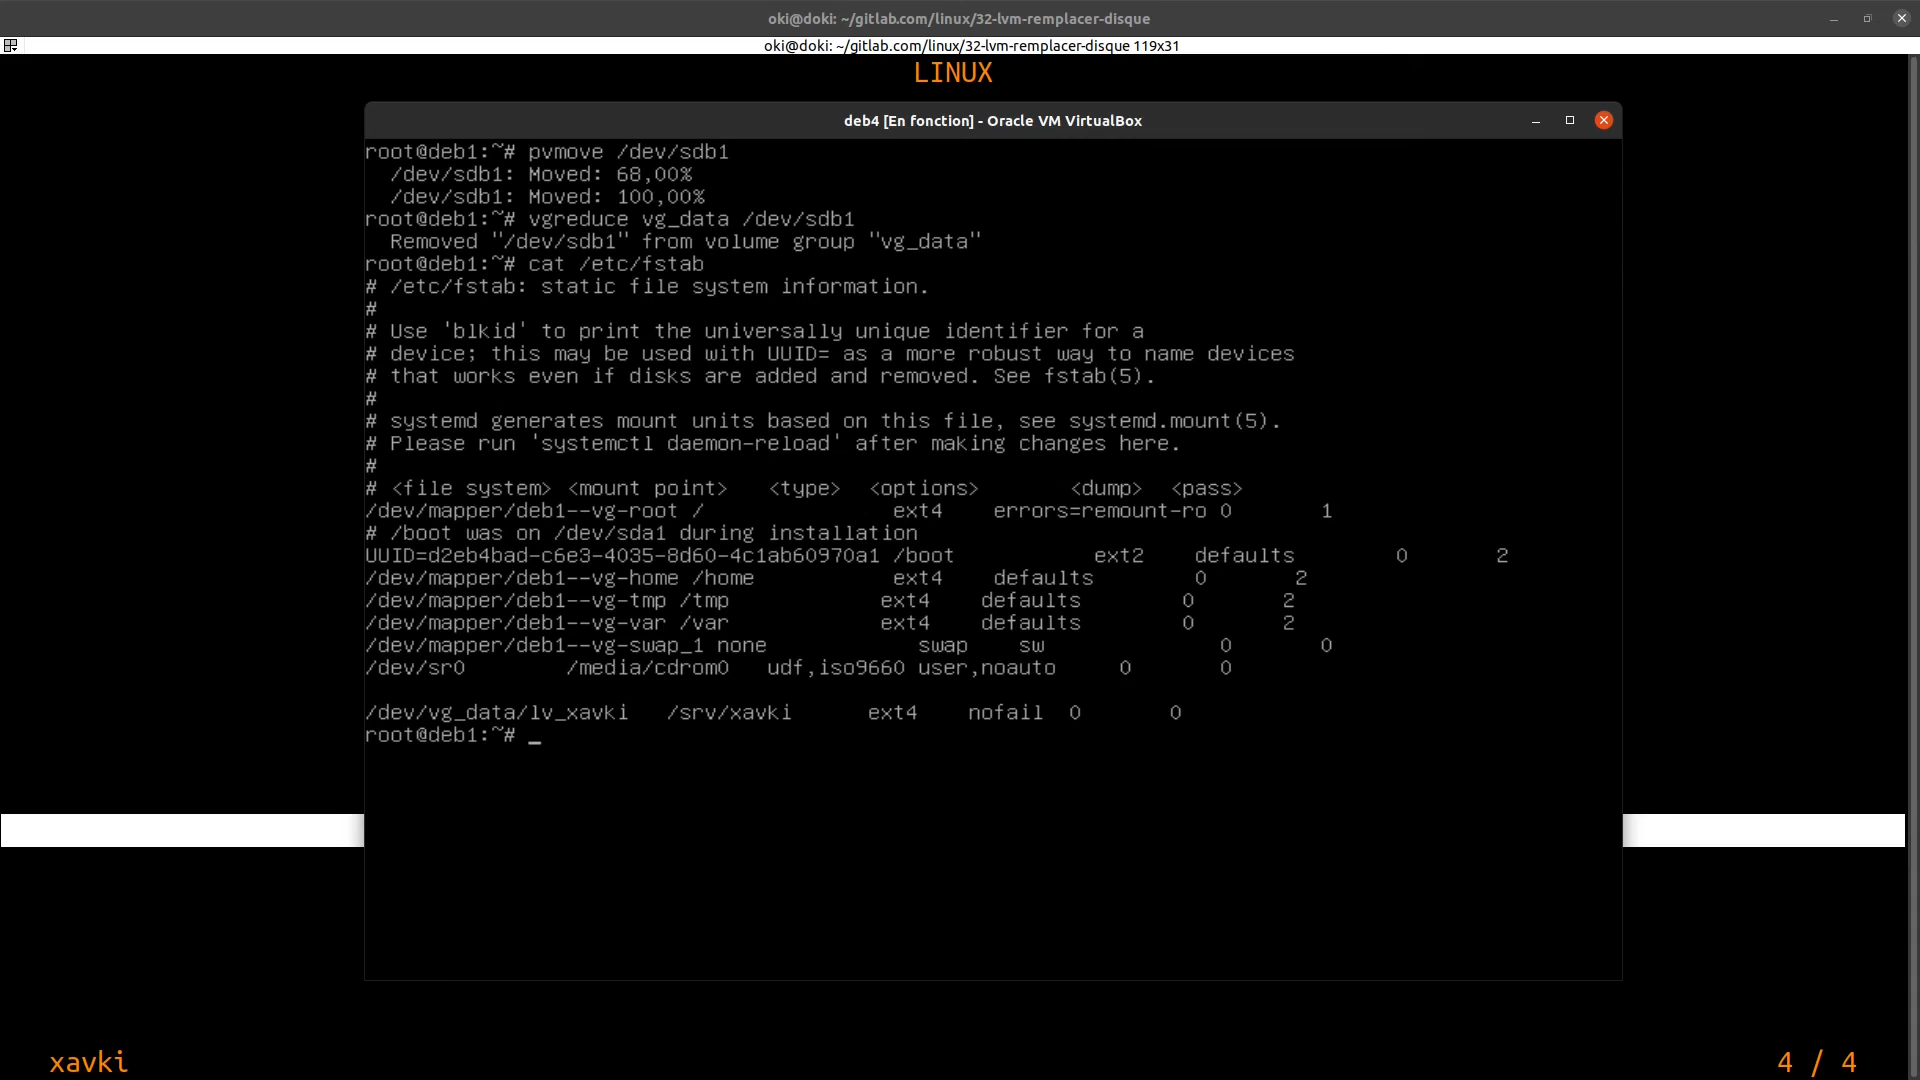 oki@doki: ~/gitlab.com/linux/32-lvm-remplacer-disque
oki@doki: ~/gitlab.com/linux/32-lvm-remplacer-disque 119x31
LINUX
deb4 [En fonction] - Oracle VM VirtualBox
root@deb1:~# pvmove /dev/sdb1
  /dev/sdb1: Moved: 68,00%
  /dev/sdb1: Moved: 100,00%
root@deb1:~# vgreduce vg_data /dev/sdb1
  Removed "/dev/sdb1" from volume group "vg_data"
root@deb1:~# cat /etc/fstab
# /etc/fstab: static file system information.
#
# Use 'blkid' to print the universally unique identifier for a
# device; this may be used with UUID= as a more robust way to name devices
# that works even if disks are added and removed. See fstab(5).
#
# systemd generates mount units based on this file, see systemd.mount(5).
# Please run 'systemctl daemon-reload' after making changes here.
#
# <file system> <mount point>   <type>  <options>       <dump>  <pass>
/dev/mapper/deb1--vg-root /               ext4    errors=remount-ro 0       1
# /boot was on /dev/sda1 during installation
UUID=d2eb4bad-c6e3-4035-8d60-4c1ab60970a1 /boot           ext2    defaults        0       2
/dev/mapper/deb1--vg-home /home           ext4    defaults        0       2
/dev/mapper/deb1--vg-tmp /tmp            ext4    defaults        0       2
/dev/mapper/deb1--vg-var /var            ext4    defaults        0       2
/dev/mapper/deb1--vg-swap_1 none            swap    sw              0       0
/dev/sr0        /media/cdrom0   udf,iso9660 user,noauto     0       0
/dev/vg_data/lv_xavki   /srv/xavki      ext4    nofail  0       0
root@deb1:~# _
xavki
4 / 4